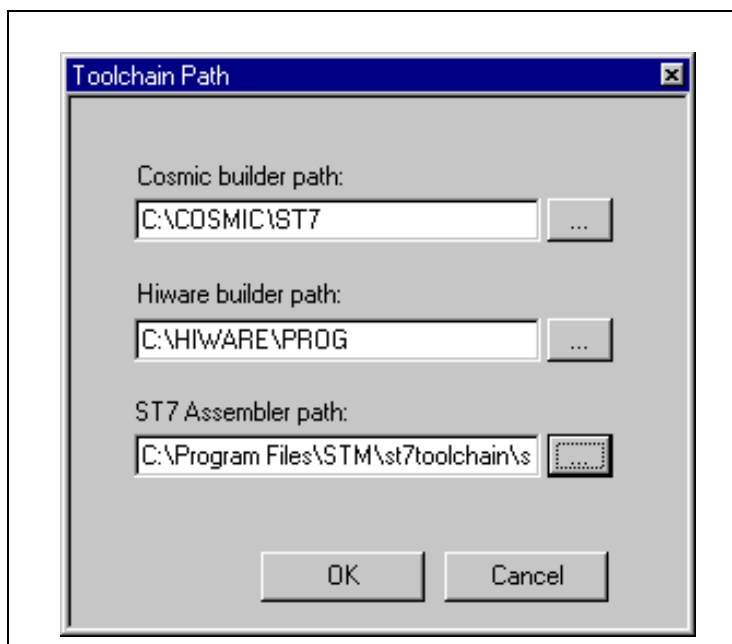 Toolchain Path
Cosmic builder path:
C:\COSMIC\ST7
...
Hiware builder path:
C:\HIWARE\PROG
...
ST7 Assembler path:
C:\Program Files\STM\st7toolchain\s
...
OK
Cancel